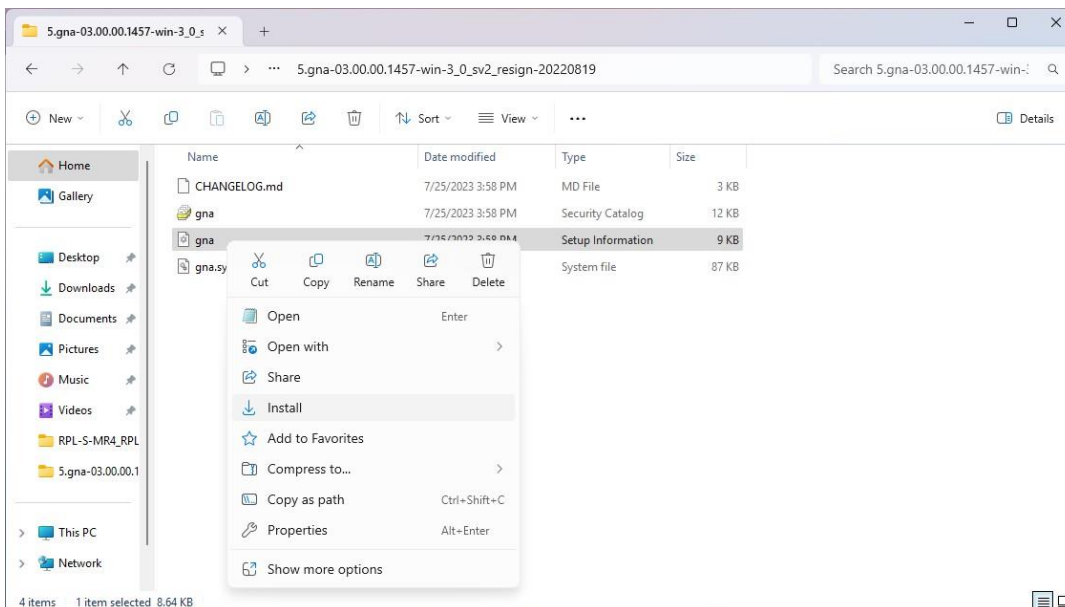 5.gna-03.00.00.1457-win-3_0_s
5.gna-03.00.00.1457-win-3_0_sv2_resign-20220819
Search 5.gna-03.00.00.1457-win-:
New
Sort
View
Details
Name Date modified Type Size
Home
Gallery
Desktop
Downloads
Documents
Pictures
Music
Videos
RPL-S-MR4_RPL
5.gna-03.00.00.1
This PC
Network
CHANGELOG.md 7/25/2023 3:58 PM MD File 3 KB
gna 7/25/2023 3:58 PM Security Catalog 12 KB
gna 7/25/2023 3:58 PM Setup Information 9 KB
gna.sy System file 87 KB
Cut Copy Rename Share Delete
Open Enter
Open with
Share
Install
Add to Favorites
Compress to...
Copy as path Ctrl+Shift+C
Properties Alt+Enter
Show more options
4 items 1 item selected 8.64 KB